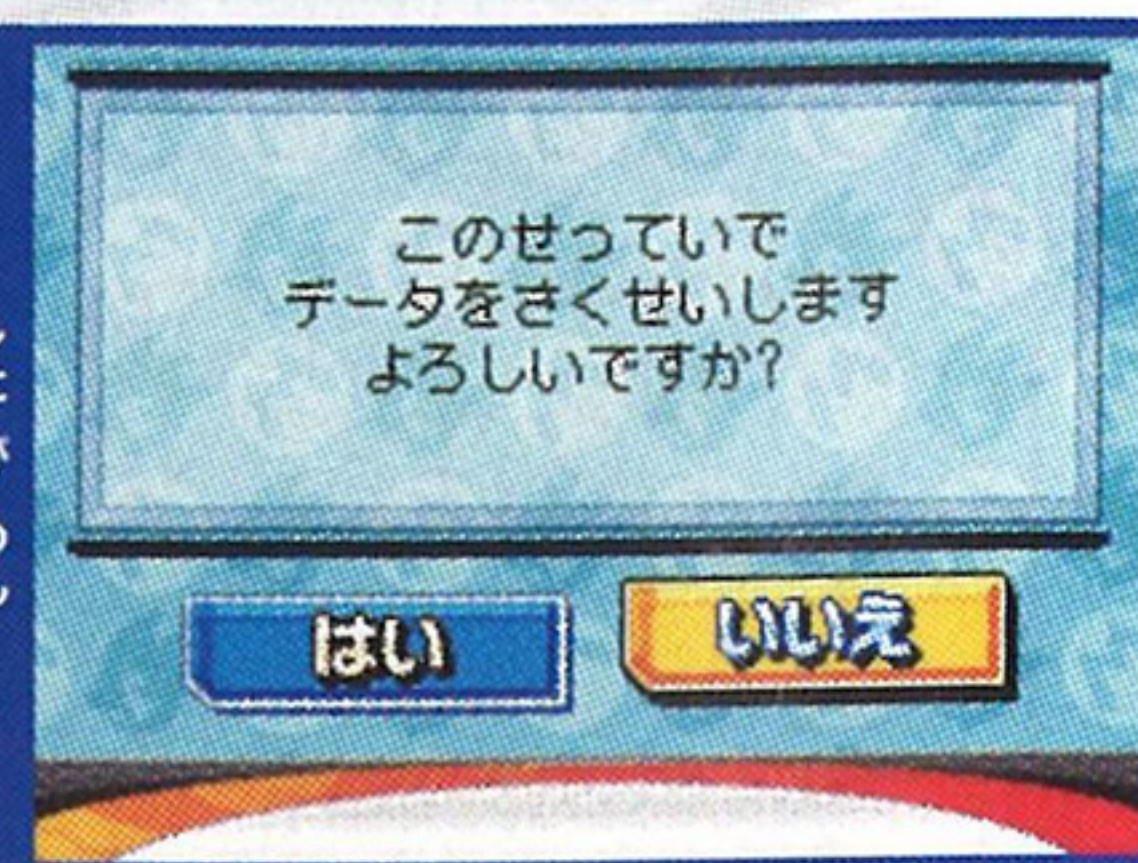 このせっていで
データをさくせいします
よろしいですか?
はい
いいえ